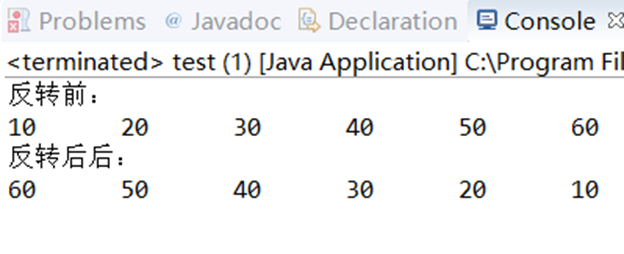 Problems @ Javadoc Declaration Console
<terminated> test (1) [Java Application] C:\Program Fil
反转前：
10 20 30 40 50 60
反转后后：
60 50 40 30 20 10